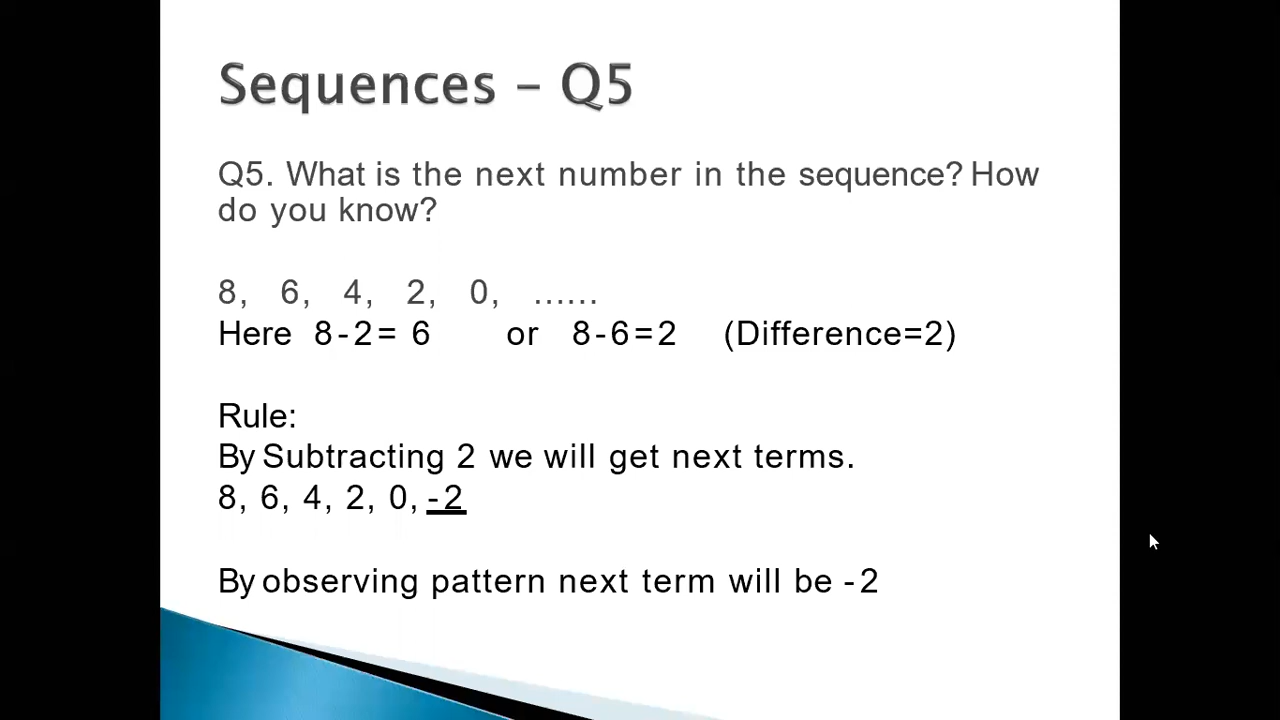 Sequences – Q5
Q5. What is the next number in the sequence? How
do you know?
8, 6, 4, 2, 0, ......
Here 8-2= 6 or 8-6=2 (Difference=2)
Rule:
By Subtracting 2 we will get next terms.
8, 6, 4, 2, 0, -2
By observing pattern next term will be -2